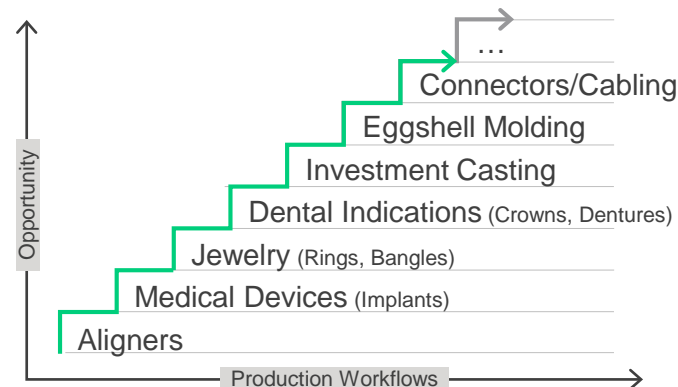 ...
Connectors/Cabling
Eggshell Molding
Investment Casting
Dental Indications (Crowns, Dentures)
Jewelry (Rings, Bangles)
Medical Devices (Implants)
Aligners
Opportunity
Production Workflows